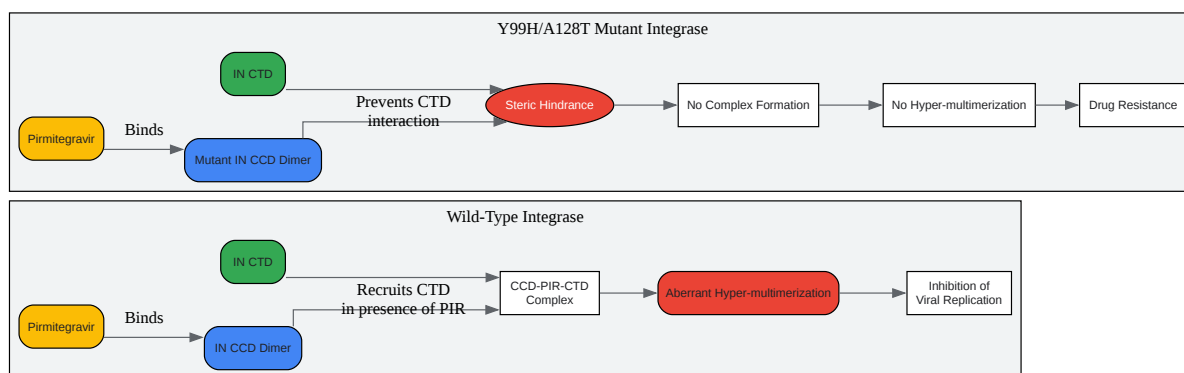 Y99H/A128T Mutant Integrase
IN CTD
Prevents CTD
interaction
Steric Hindrance
No Complex Formation
No Hyper-multimerization
Drug Resistance
Pirmitegravir
Binds
Mutant IN CCD Dimer
Wild-Type Integrase
IN CTD
Recruits CTD
in presence of PIR
CCD-PIR-CTD
Complex
Aberrant Hyper-multimerization
Inhibition of
Viral Replication
Pirmitegravir
Binds
IN CCD Dimer